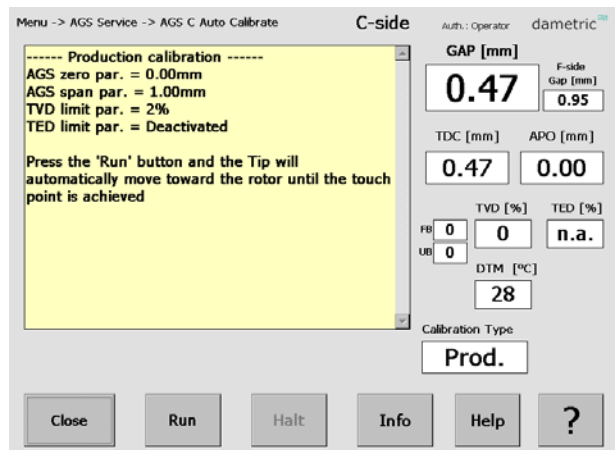 Menu -> AGS Service -> AGS C Auto Calibrate
C-side
Auth.: Operator
dametric
------ Production calibration ------
AGS zero par. = 0.00mm
AGS span par. = 1.00mm
TVD limit par. = 2%
TED limit par. = Deactivated
Press the 'Run' button and the Tip will
automatically move toward the rotor until the touch
point is achieved
GAP [mm]
0.47
F-side
Gap [mm]
0.95
TDC [mm]
APO [mm]
0.47
0.00
TVD [%]
TED [%]
FB 0
0
n.a.
UB 0
DTM [ºC]
28
Calibration Type
Prod.
Close
Run
Halt
Info
Help
?